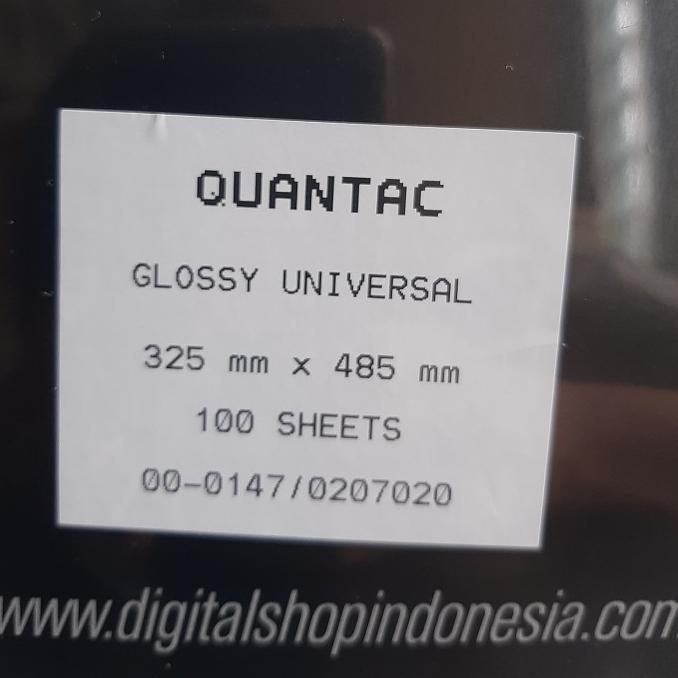 QUANTAC
GLOSSY UNIVERSAL
325 mm x 485 mm
100 SHEETS
00-0147/0207020
www.digitalshopindonesia.com